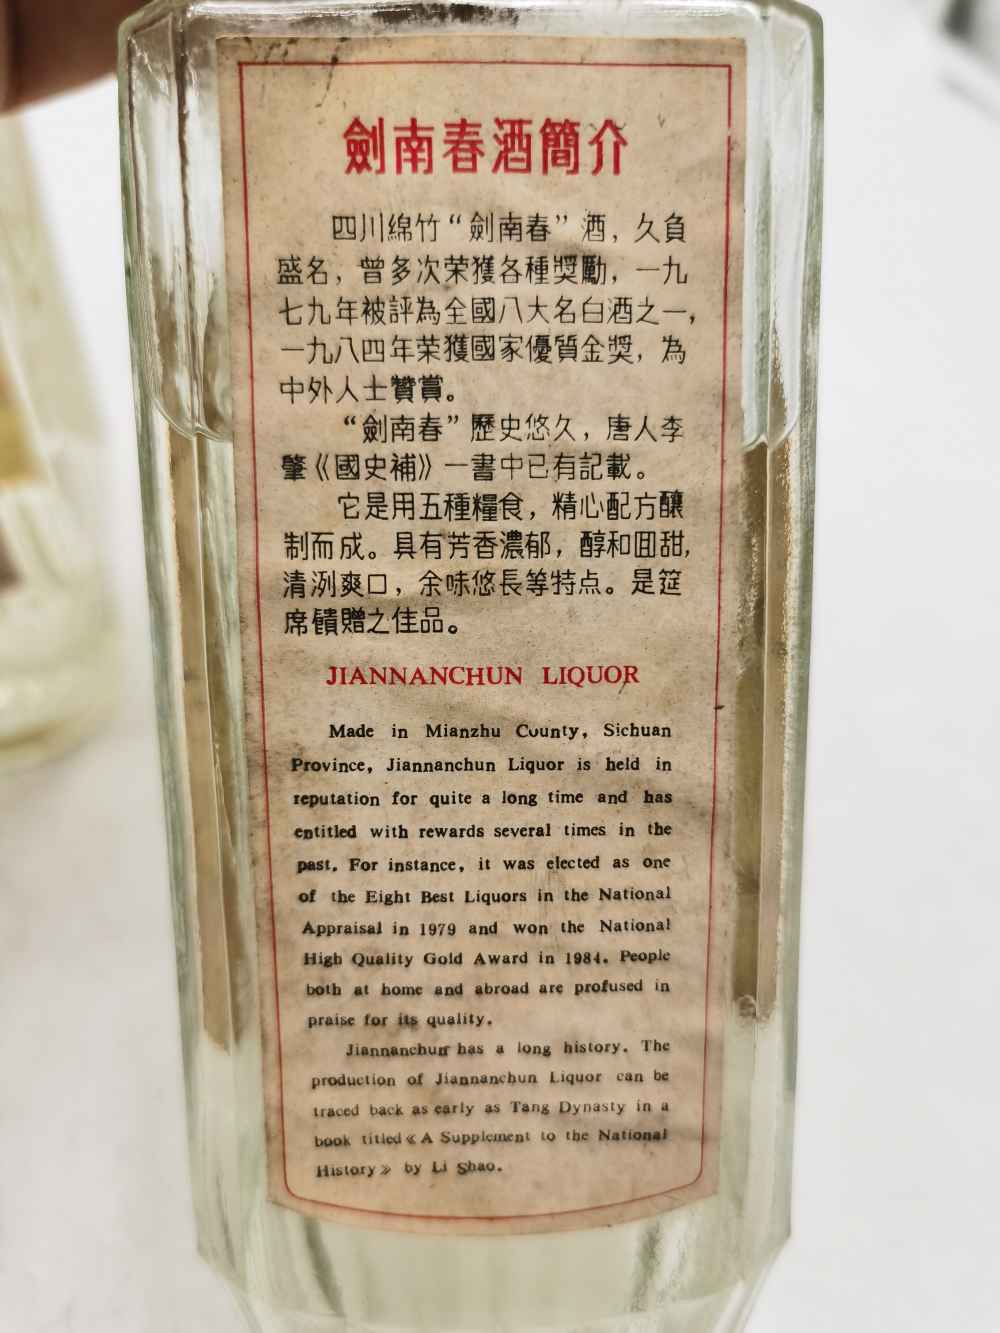 劍南春酒簡介
四川綿竹“劍南春”酒，久負
盛名，曾多次荣獲各種獎勵，一九
七九年被評為全國八大名白酒之一，
一九八四年荣獲國家優質金獎，為
中外人士贊賞。
“劍南春”歷史悠久，唐人李
肇《國史補》一書中已有記載。
它是用五種糧食，精心配方釀
制而成。具有芳香濃郁，醇和回甜，
清洌爽口，余味悠長等特点。是筵
席饋贈之佳品。
JIANNANCHUN LIQUOR
Made in Mianzhu County, Sichuan
Province, Jiannanchun Liquor is held in
reputation for quite a long time and has
entitled with rewards several times in the
past. For instance, it was elected as one
of the Eight Best Liquors in the National
Appraisal in 1979 and won the National
High Quality Gold Award in 1984. People
both at home and abroad are profused in
praise for its quality.
Jiannanchun has a long history. The
production of Jiannanchun Liquor can be
traced back as early as Tang Dynasty in a
book titled《A Supplement to the National
History》by Li Shao.